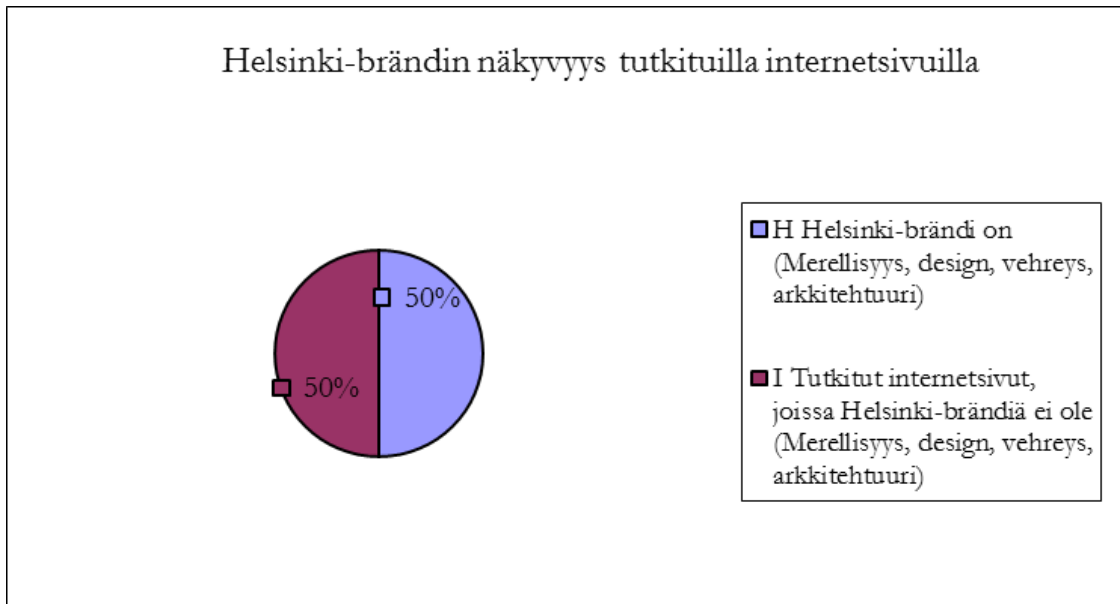 Helsinki-brändin näkyvyys tutkituilla internetsivuilla
50%
50%
H Helsinki-brändi on
(Merellisyys, design, vehreys,
arkkitehtuuri)
I Tutkitut internetsivut,
joissa Helsinki-brändiä ei ole
(Merellisyys, design, vehreys,
arkkitehtuuri)